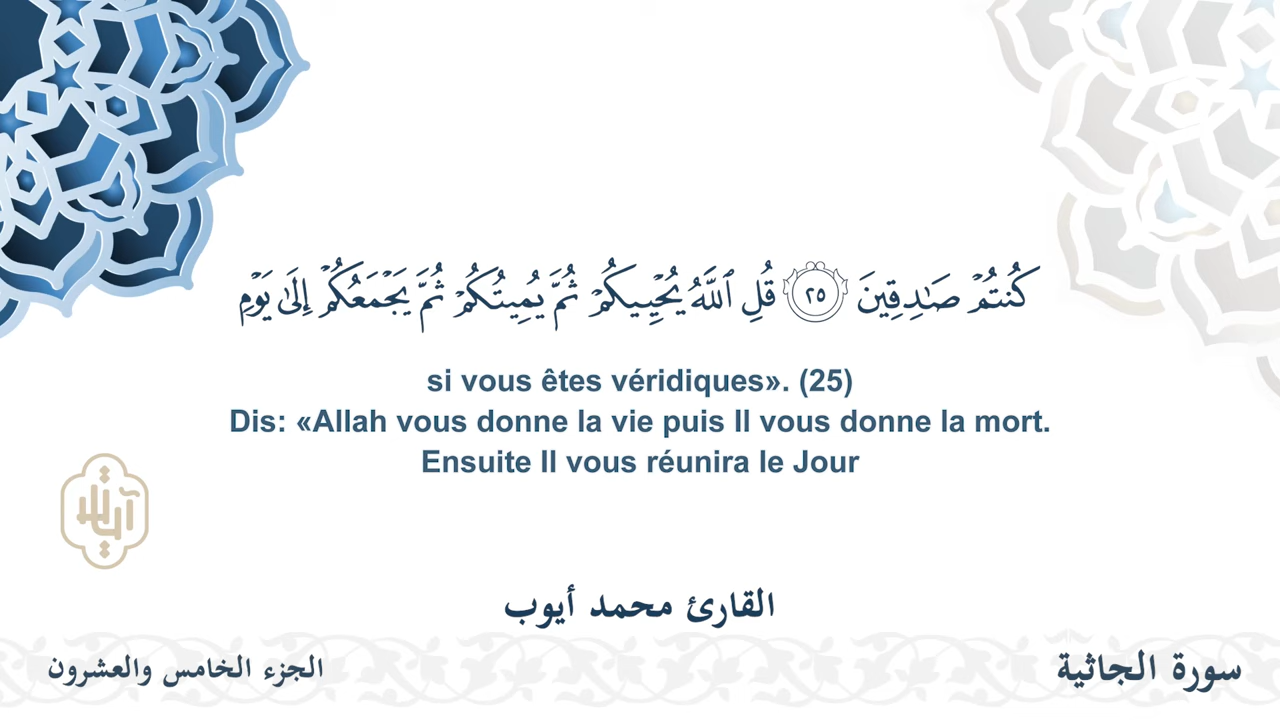 كُنتُمْ صَـٰدِقِينَ ٢٥ قُلِ ٱللَّهُ يُحْيِيكُمْ ثُمَّ يُمِيتُكُمْ ثُمَّ يَجْمَعُكُمْ إِلَىٰ يَوْمِ
si vous êtes véridiques». (25)
Dis: «Allah vous donne la vie puis Il vous donne la mort.
Ensuite Il vous réunira le Jour
القارئ محمد أيوب
سورة الجاثية
الجزء الخامس والعشرون